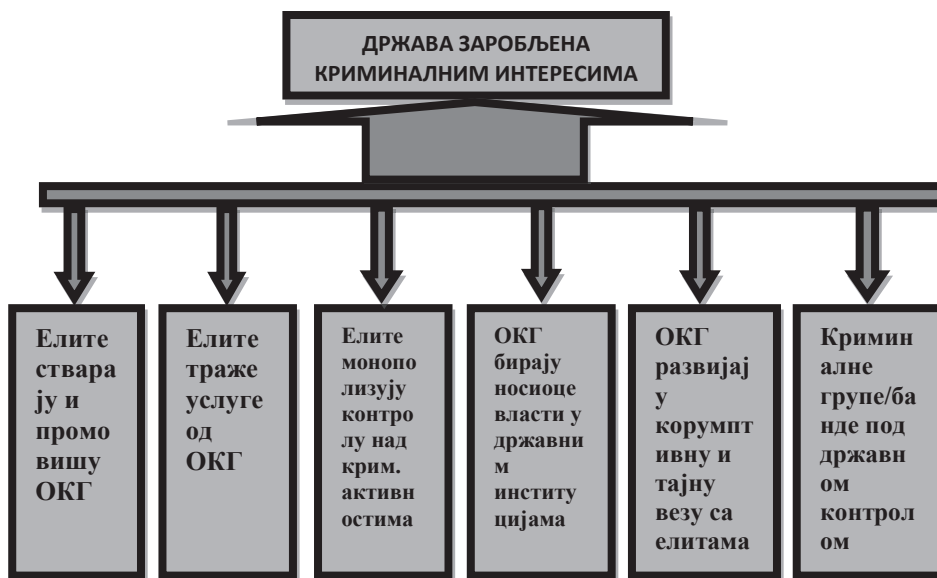 ДРЖАВА ЗАРОБЉЕНА
КРИМИНАЛНИМ ИНТЕРЕСИМА
Елите
ствара
ју и
промо
вишу
ОКГ
Елите
траже
услуге
од
ОКГ
Елите
монопо
лизују
контро
лу над
крим.
активн
остима
ОКГ
бирају
носиоце
власти у
државни
м
институ
цијама
ОКГ
развијај
у
корумпт
ивну и
тајну
везу са
елитама
Кримин
алне
групе/ба
нде под
државн
ом
контрол
ом